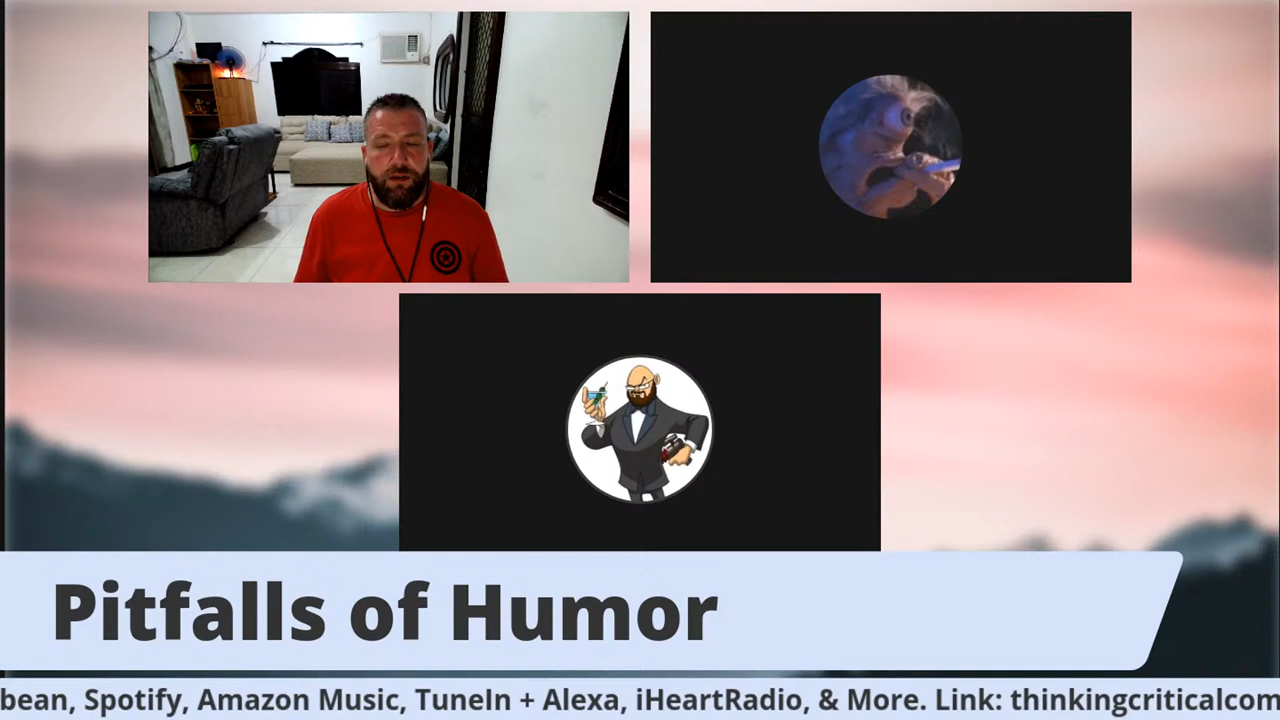 Pitfalls of Humor
bean, Spotify, Amazon Music, TuneIn + Alexa, iHeartRadio, & More. Link: thinkingcriticalcom